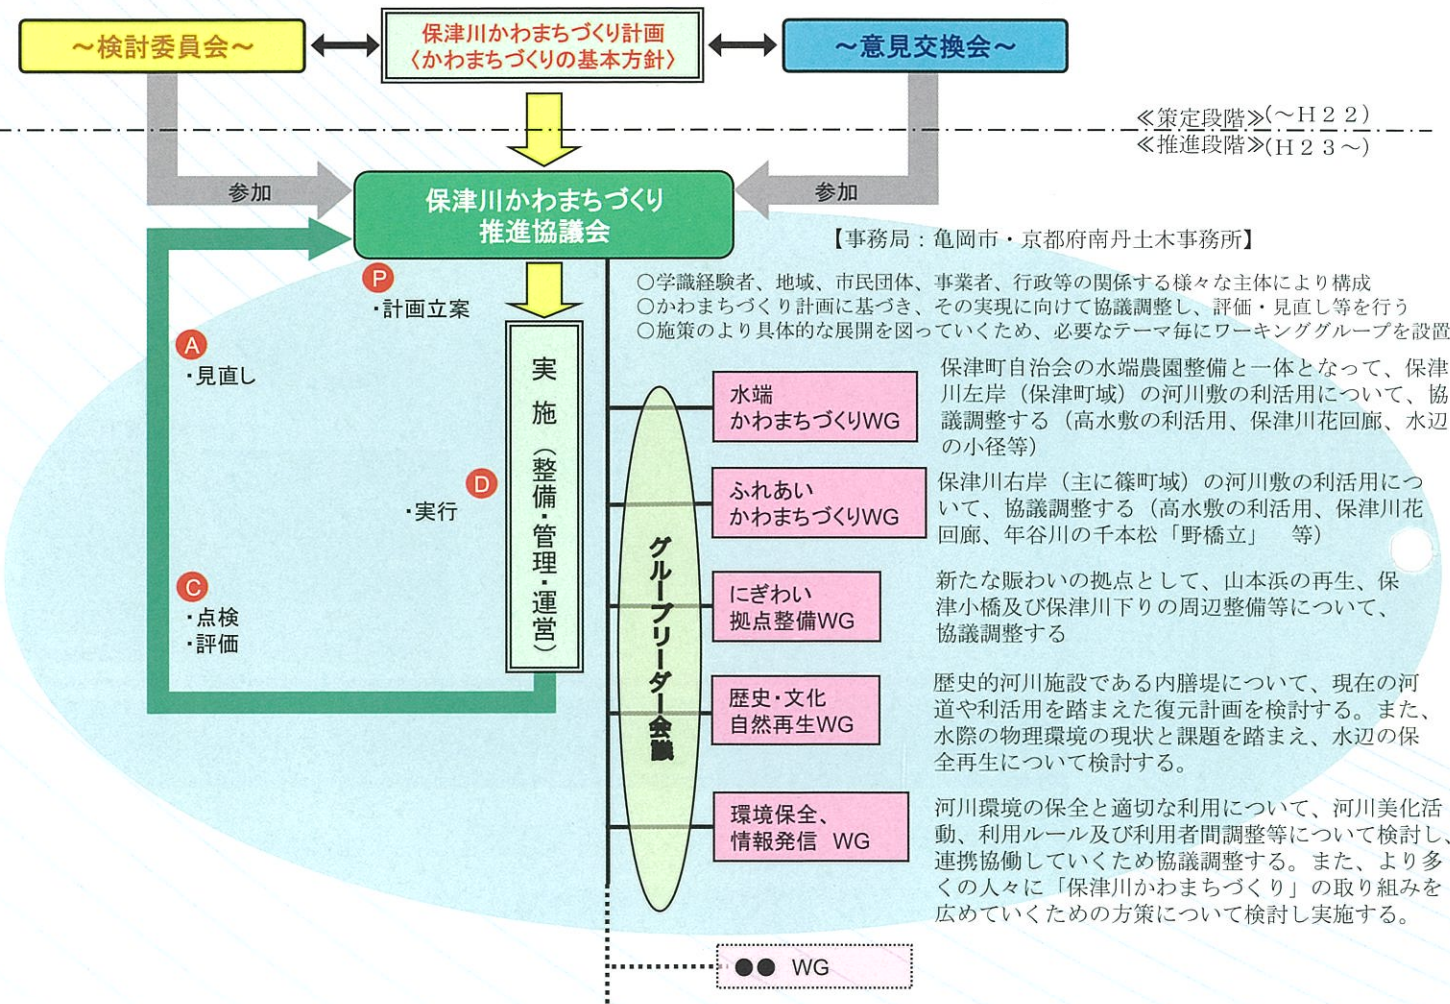 ～検討委員会～
保津川かわまちづくり計画
〈かわまちづくりの基本方針〉
～意見交換会～
≪策定段階≫(～H２２)
≪推進段階≫(H２３～)
参加
参加
保津川かわまちづくり
推進協議会
【事務局：亀岡市・京都府南丹土木事務所】
P
・計画立案
○学識経験者、地域、市民団体、事業者、行政等の関係する様々な主体により構成
○かわまちづくり計画に基づき、その実現に向けて協議調整し、評価・見直し等を行う
○施策のより具体的な展開を図っていくため、必要なテーマ毎にワーキンググループを設置
A
・見直し
実施（整備・管理・運営）
D
・実行
C
・点検
・評価
グループリーダー会議
水端
かわまちづくりWG
保津町自治会の水端農園整備と一体となって、保津
川左岸（保津町域）の河川敷の利活用について、協
議調整する（高水敷の利活用、保津川花回廊、水辺
の小径等）
ふれあい
かわまちづくりWG
保津川右岸（主に篠町域）の河川敷の利活用につ
いて、協議調整する（高水敷の利活用、保津川花
回廊、年谷川の千本松「野橋立」　等）
にぎわい
拠点整備WG
新たな賑わいの拠点として、山本浜の再生、保
津小橋及び保津川下りの周辺整備等について、
協議調整する
歴史・文化
自然再生WG
歴史的河川施設である内膳堤について、現在の河
道や利活用を踏まえた復元計画を検討する。また、
水際の物理環境の現状と課題を踏まえ、水辺の保
全再生について検討する。
環境保全、
情報発信 WG
河川環境の保全と適切な利用について、河川美化活
動、利用ルール及び利用者間調整等について検討し、
連携協働していくため協議調整する。また、より多
くの人々に「保津川かわまちづくり」の取り組みを
広めていくための方策について検討し実施する。
●● WG